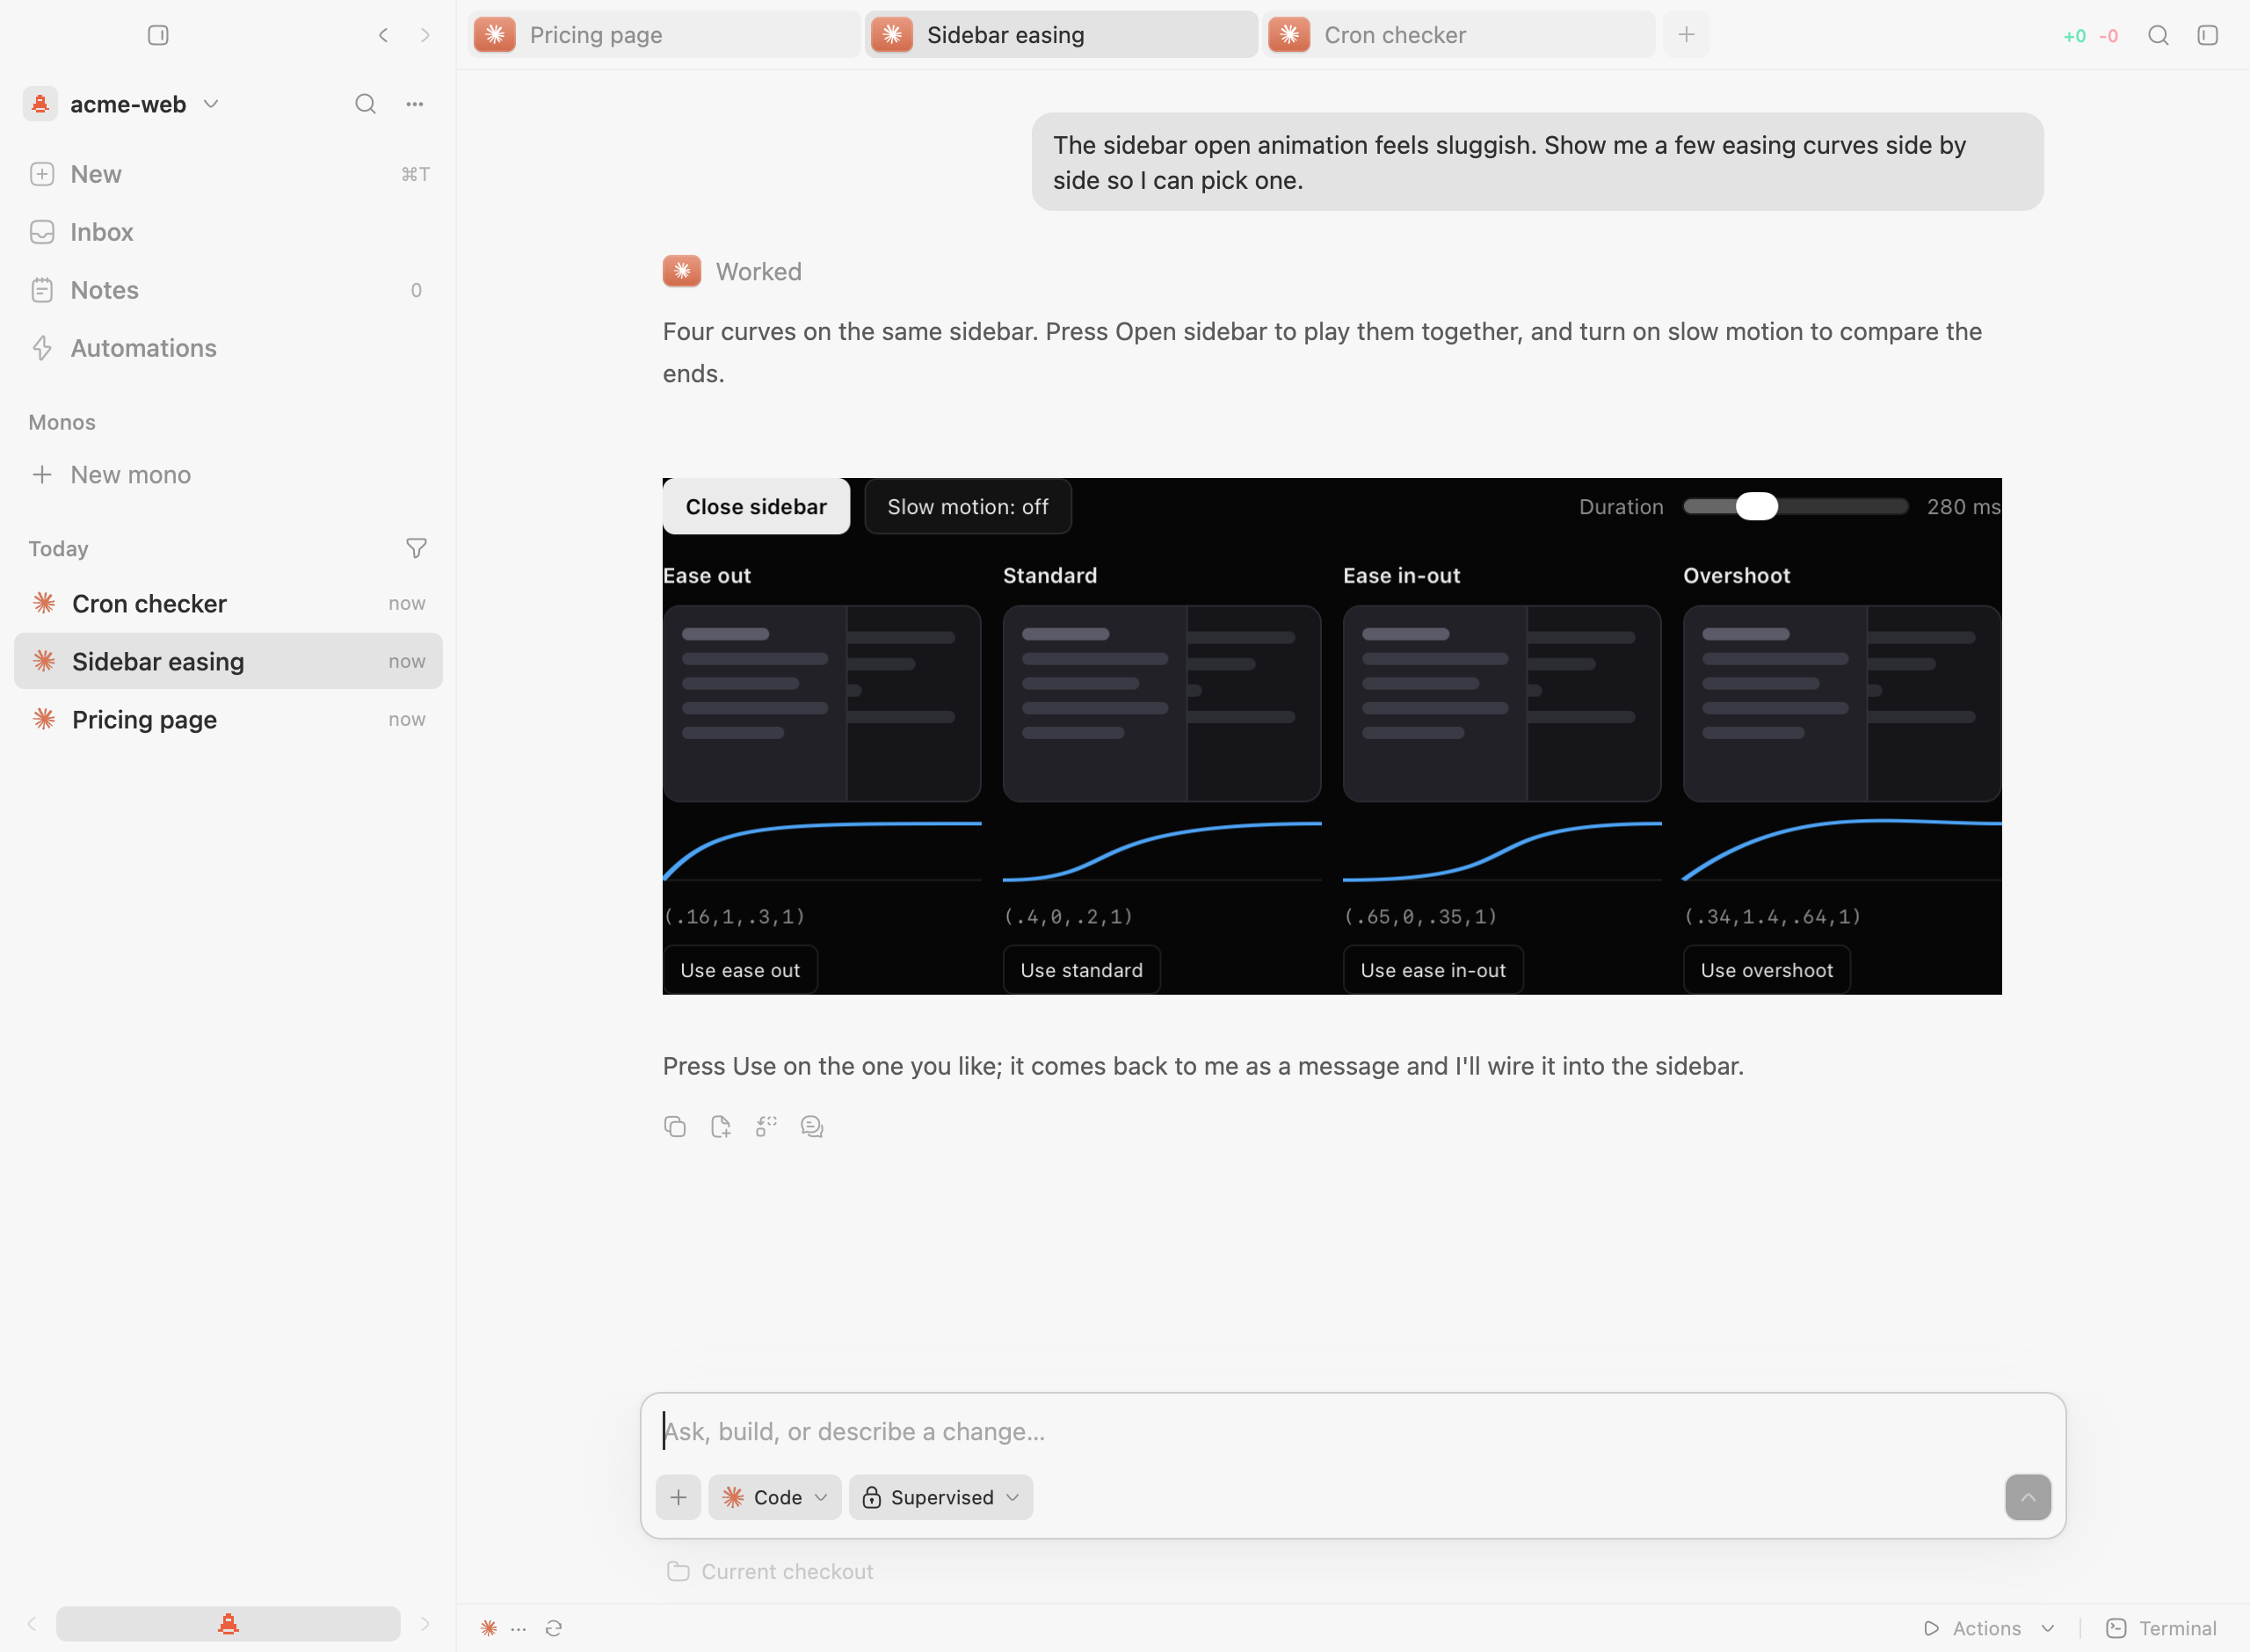 Pricing page
Sidebar easing
Cron checker
+0 -0
acme-web
New ⌘T
Inbox
Notes 0
Automations
Monos
New mono
Today
Cron checker now
Sidebar easing now
Pricing page now
The sidebar open animation feels sluggish. Show me a few easing curves side by
side so I can pick one.
Worked
Four curves on the same sidebar. Press Open sidebar to play them together, and turn on slow motion to compare the
ends.
Close sidebar
Slow motion: off
Duration 280 ms
Ease out
Standard
Ease in-out
Overshoot
(.16,1,.3,1)
(.4,0,.2,1)
(.65,0,.35,1)
(.34,1.4,.64,1)
Use ease out
Use standard
Use ease in-out
Use overshoot
Press Use on the one you like; it comes back to me as a message and I'll wire it into the sidebar.
Ask, build, or describe a change...
Code
Supervised
Current checkout
Actions
Terminal